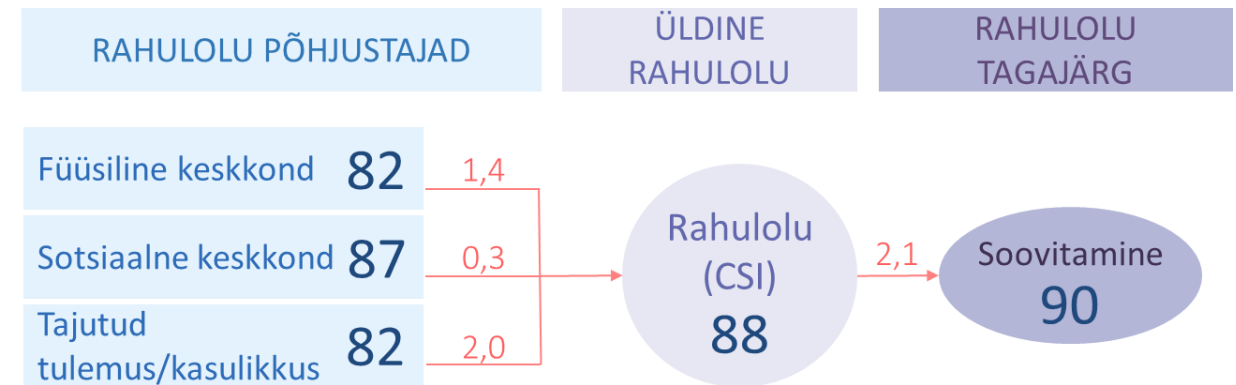 RAHULOLU PÕHJUSTAJAD
ÜLDINE
RAHULOLU
RAHULOLU
TAGAJÄRG
Füüsiline keskkond 82
1,4
Sotsiaalne keskkond 87
0,3
Tajutud
tulemus/kasulikkus 82
2,0
Rahulolu
(CSI)
88
2,1
Soovitamine
90